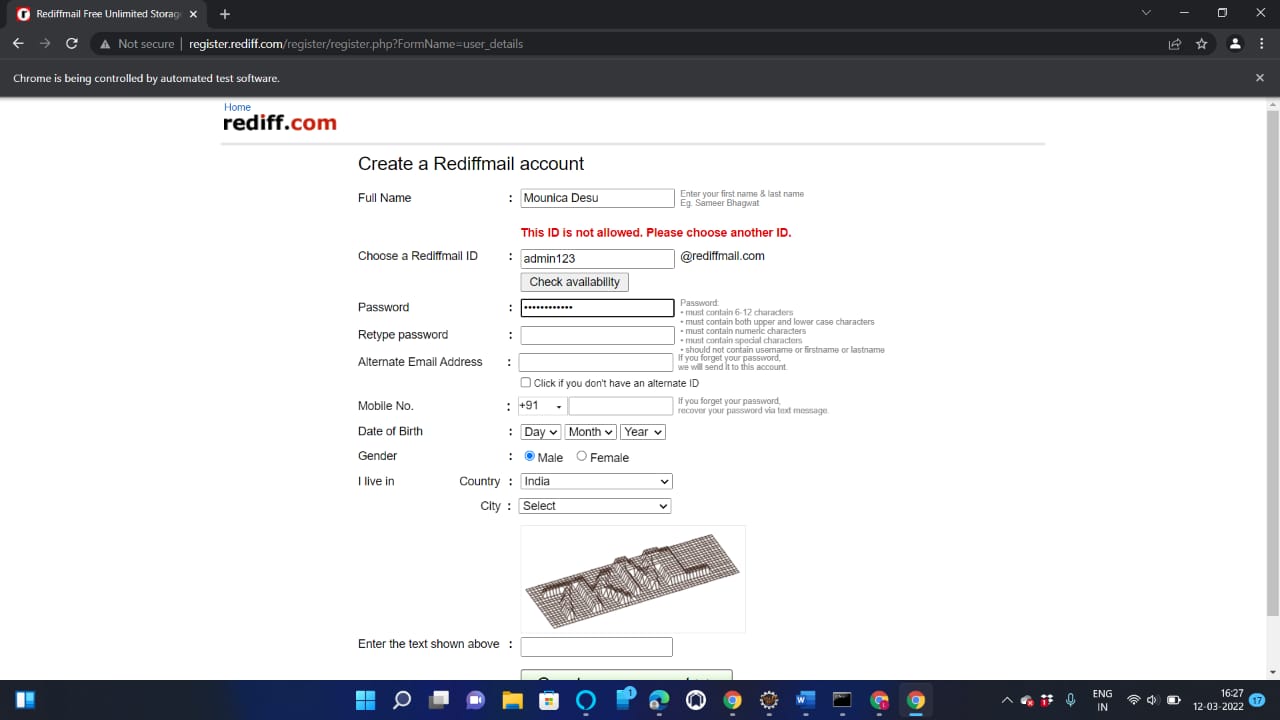 Rediffmail Free Unlimited Storag
Not secure | register.rediff.com/register/register.php?FormName=user_details
Chrome is being controlled by automated test software.
Home
rediff.com
Create a Rediffmail account
Full Name : Mounica Desu Enter your first name & last name
Eg. Sameer Bhagwat
This ID is not allowed. Please choose another ID.
Choose a Rediffmail ID : admin123 @rediffmail.com
Check availability
Password : •••••••••••• Password:
• must contain 6-12 characters
• must contain both upper and lower case characters
Retype password : • must contain numeric characters
• must contain special characters
• should not contain username or firstname or lastname
Alternate Email Address : If you forget your password,
we will send it to this account.
Click if you don't have an alternate ID
Mobile No. : +91 If you forget your password,
recover your password via text message.
Date of Birth : Day Month Year
Gender : Male Female
I live in Country : India
City : Select
Enter the text shown above :
ENG
IN
16:27
12-03-2022
17
1